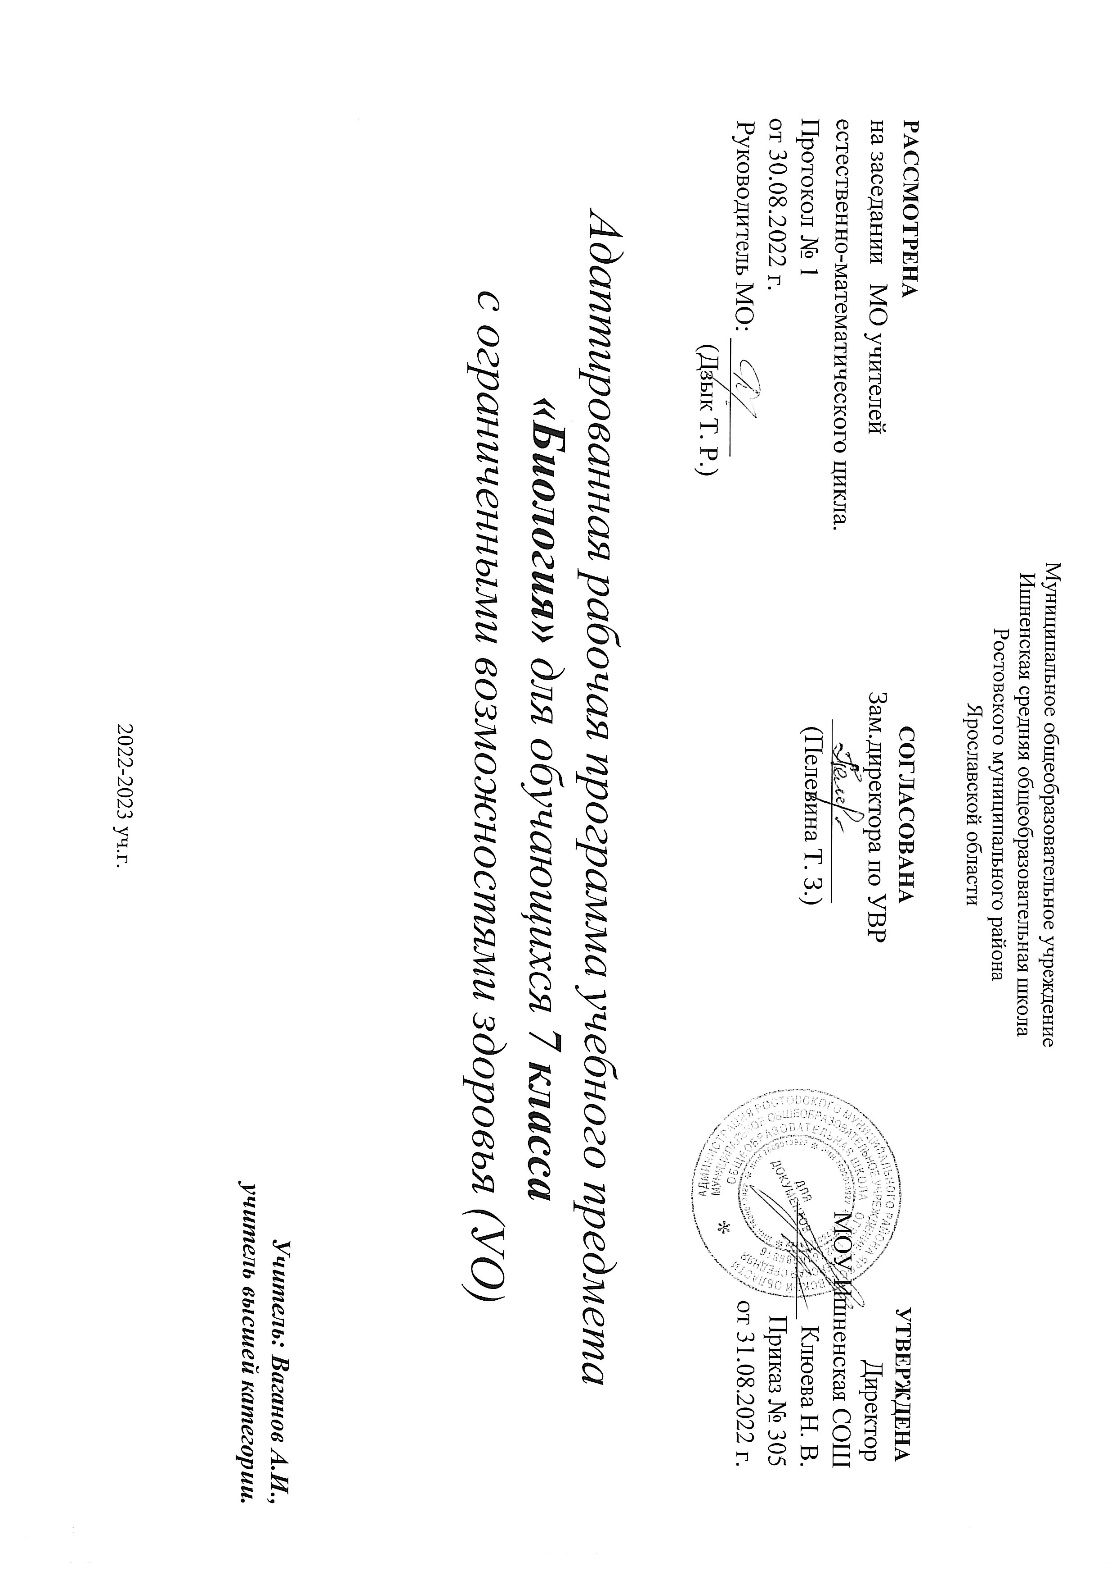 Муниципальное общеобразовательное учреждение
Ишненская средняя общеобразовательная школа
Ростовского муниципального района
Ярославской области
РАССМОТРЕНА
на заседании МО учителей
естественно-математического цикла.
Протокол № 1
от 30.08.2022 г.
Руководитель МО:
(Дзык Т. Р.)
СОГЛАСОВАНА
Зам.директора по УВР
(Пелевина Т. З.)
УТВЕРЖДЕНА
Директор
МОУ Ишненская СОШ
Клюева Н. В.
Приказ № 305
от 31.08.2022 г.
ДЛЯ
ДОКУМЕНТОВ
Адаптированная рабочая программа учебного предмета
«Биология» для обучающихся 7 класса
с ограниченными возможностями здоровья (УО)
Учитель: Ваганов А.И.,
учитель высшей категории.
2022-2023 уч.г.